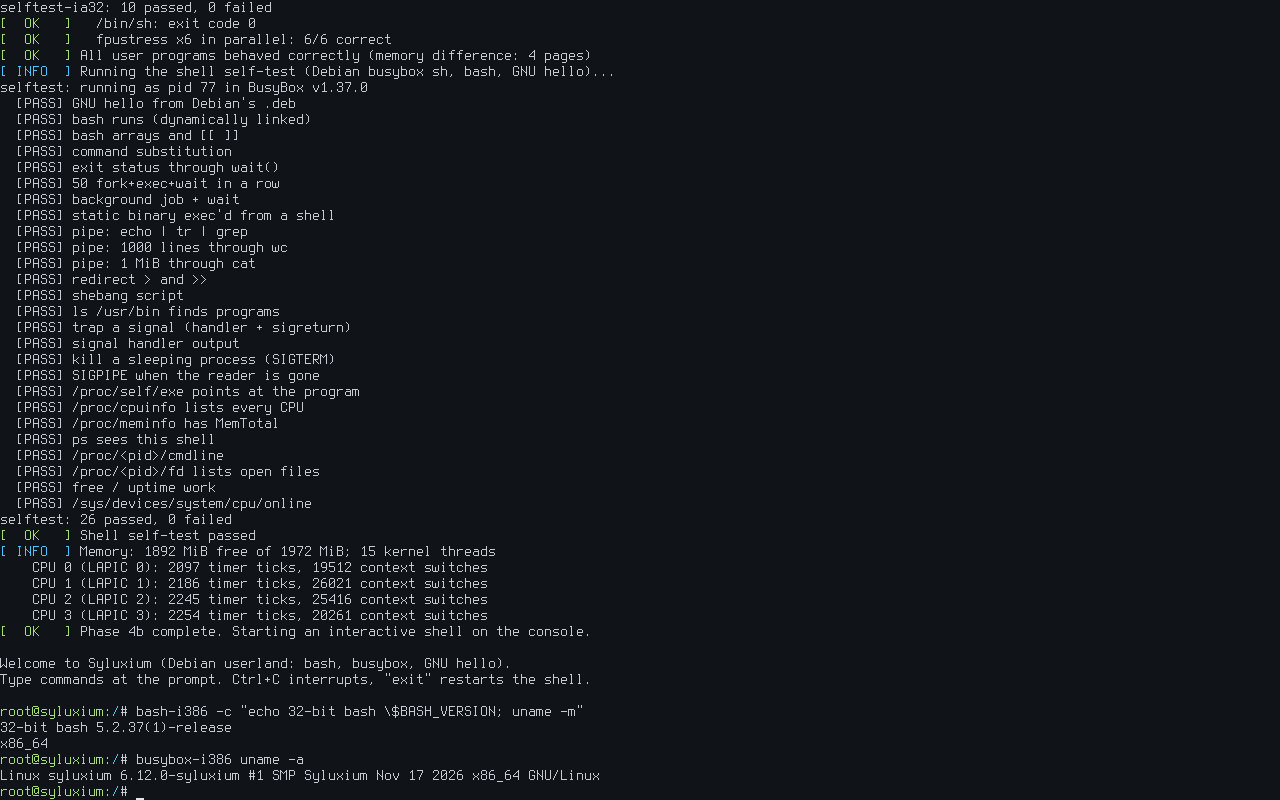 selftest-ia32: 10 passed, 0 failed
[  OK   ]   /bin/sh: exit code 0
[  OK   ]   fpustress x6 in parallel: 6/6 correct
[  OK   ] All user programs behaved correctly (memory difference: 4 pages)
[ INFO  ] Running the shell self-test (Debian busybox sh, bash, GNU hello)...
selftest: running as pid 77 in BusyBox v1.37.0
  [PASS] GNU hello from Debian's .deb
  [PASS] bash runs (dynamically linked)
  [PASS] bash arrays and [[ ]]
  [PASS] command substitution
  [PASS] exit status through wait()
  [PASS] 50 fork+exec+wait in a row
  [PASS] background job + wait
  [PASS] static binary exec'd from a shell
  [PASS] pipe: echo | tr | grep
  [PASS] pipe: 1000 lines through wc
  [PASS] pipe: 1 MiB through cat
  [PASS] redirect > and >>
  [PASS] shebang script
  [PASS] ls /usr/bin finds programs
  [PASS] trap a signal (handler + sigreturn)
  [PASS] signal handler output
  [PASS] kill a sleeping process (SIGTERM)
  [PASS] SIGPIPE when the reader is gone
  [PASS] /proc/self/exe points at the program
  [PASS] /proc/cpuinfo lists every CPU
  [PASS] /proc/meminfo has MemTotal
  [PASS] ps sees this shell
  [PASS] /proc/<pid>/cmdline
  [PASS] /proc/<pid>/fd lists open files
  [PASS] free / uptime work
  [PASS] /sys/devices/system/cpu/online
selftest: 26 passed, 0 failed
[  OK   ] Shell self-test passed
[ INFO  ] Memory: 1892 MiB free of 1972 MiB; 15 kernel threads
    CPU 0 (LAPIC 0): 2097 timer ticks, 19512 context switches
    CPU 1 (LAPIC 1): 2186 timer ticks, 26021 context switches
    CPU 2 (LAPIC 2): 2245 timer ticks, 25416 context switches
    CPU 3 (LAPIC 3): 2254 timer ticks, 20261 context switches
[  OK   ] Phase 4b complete. Starting an interactive shell on the console.

Welcome to Syluxium (Debian userland: bash, busybox, GNU hello).
Type commands at the prompt. Ctrl+C interrupts, "exit" restarts the shell.

root@syluxium:/# bash-i386 -c "echo 32-bit bash \$BASH_VERSION; uname -m"
32-bit bash 5.2.37(1)-release
x86_64
root@syluxium:/# busybox-i386 uname -a
Linux syluxium 6.12.0-syluxium #1 SMP Syluxium Nov 17 2026 x86_64 GNU/Linux
root@syluxium:/#